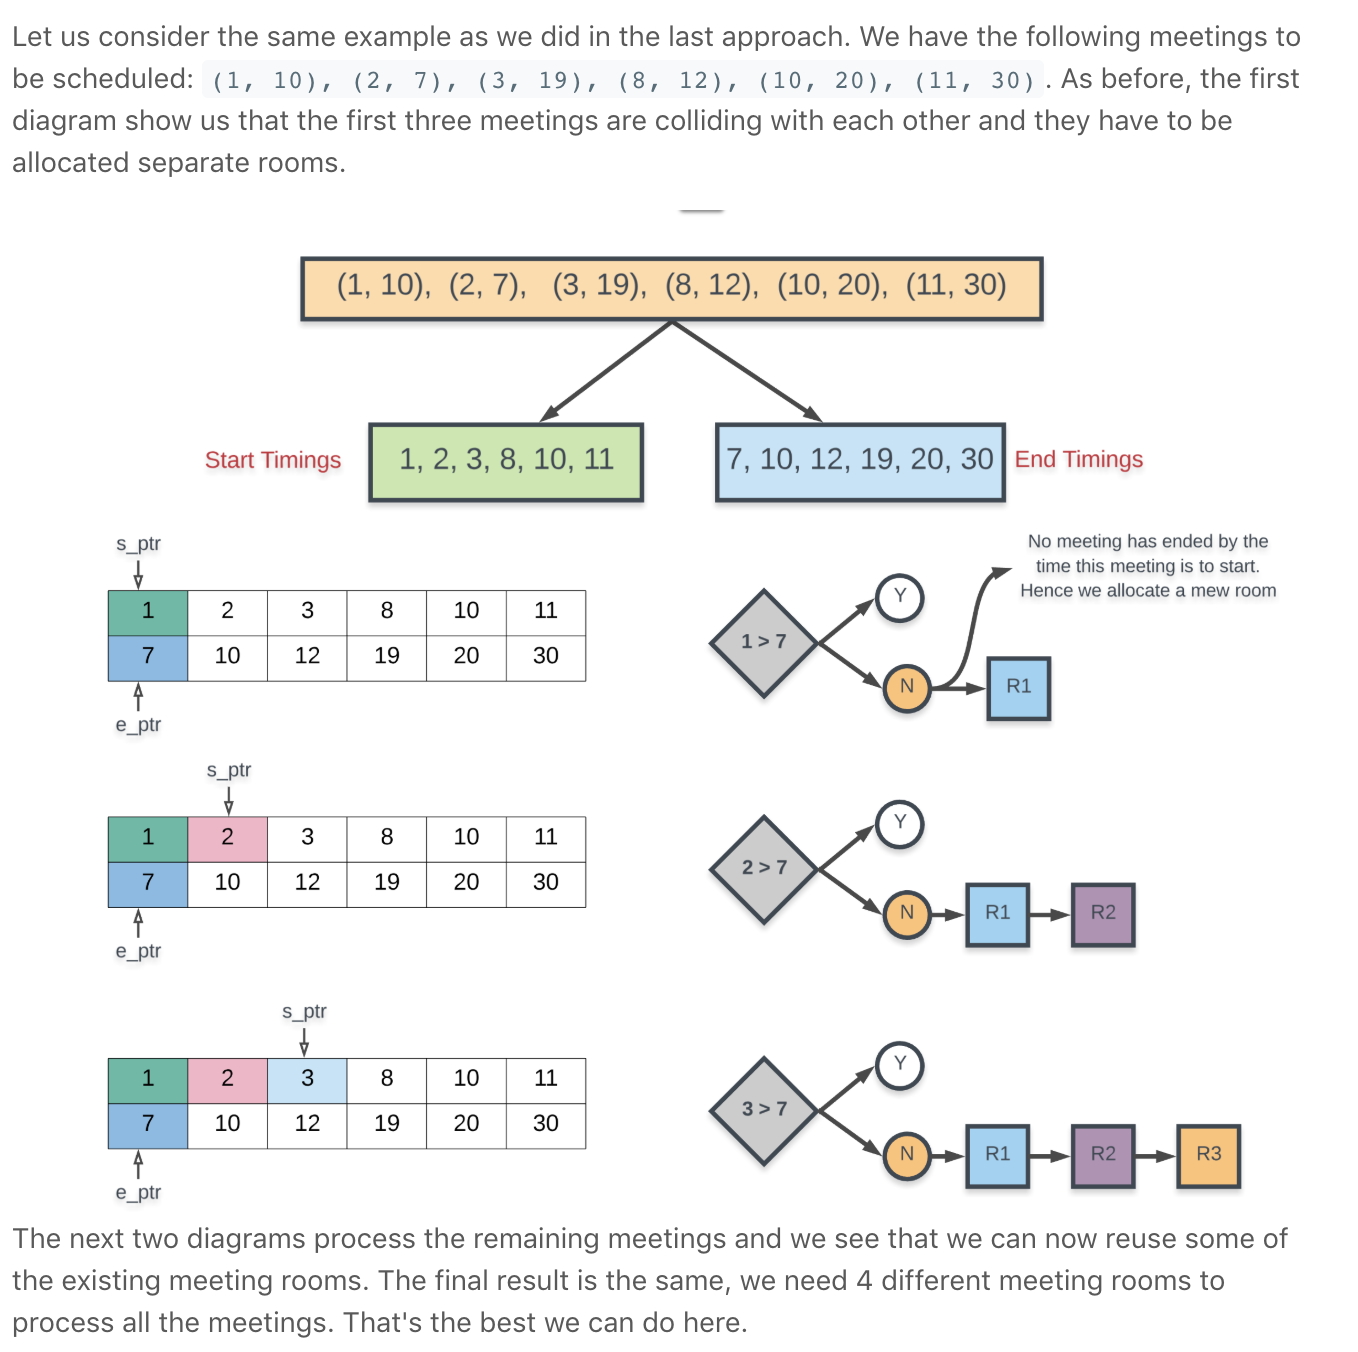 Let us consider the same example as we did in the last approach. We have the following meetings to
be scheduled: (1, 10), (2, 7), (3, 19), (8, 12), (10, 20), (11, 30) . As before, the first
diagram show us that the first three meetings are colliding with each other and they have to be
allocated separate rooms.
(1, 10), (2, 7), (3, 19), (8, 12), (10, 20), (11, 30)
Start Timings
1, 2, 3, 8, 10, 11
7, 10, 12, 19, 20, 30
End Timings
s_ptr
1 2 3 8 10 11
7 10 12 19 20 30
e_ptr
1 > 7
Y
N
R1
No meeting has ended by the
time this meeting is to start.
Hence we allocate a mew room
s_ptr
1 2 3 8 10 11
7 10 12 19 20 30
e_ptr
2 > 7
Y
N
R1
R2
s_ptr
1 2 3 8 10 11
7 10 12 19 20 30
e_ptr
3 > 7
Y
N
R1
R2
R3
The next two diagrams process the remaining meetings and we see that we can now reuse some of
the existing meeting rooms. The final result is the same, we need 4 different meeting rooms to
process all the meetings. That's the best we can do here.